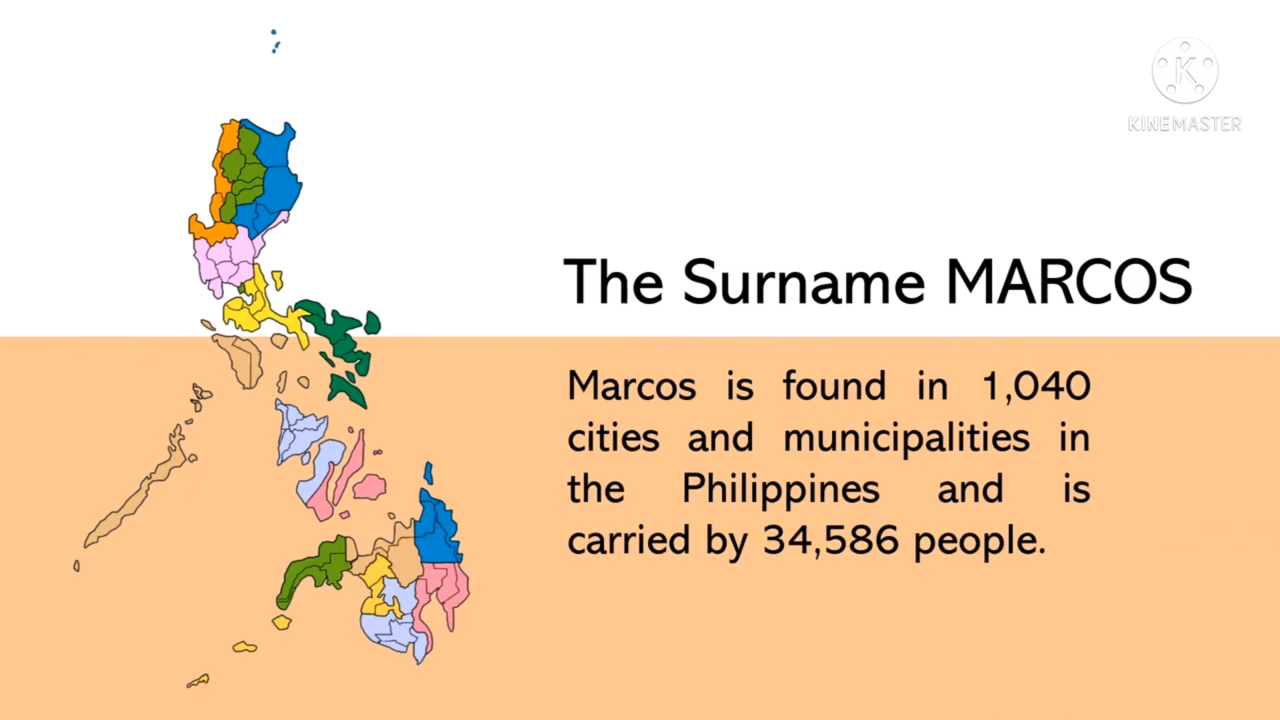 K
KINEMASTER
The Surname MARCOS
Marcos is found in 1,040
cities and municipalities in
the Philippines and is
carried by 34,586 people.